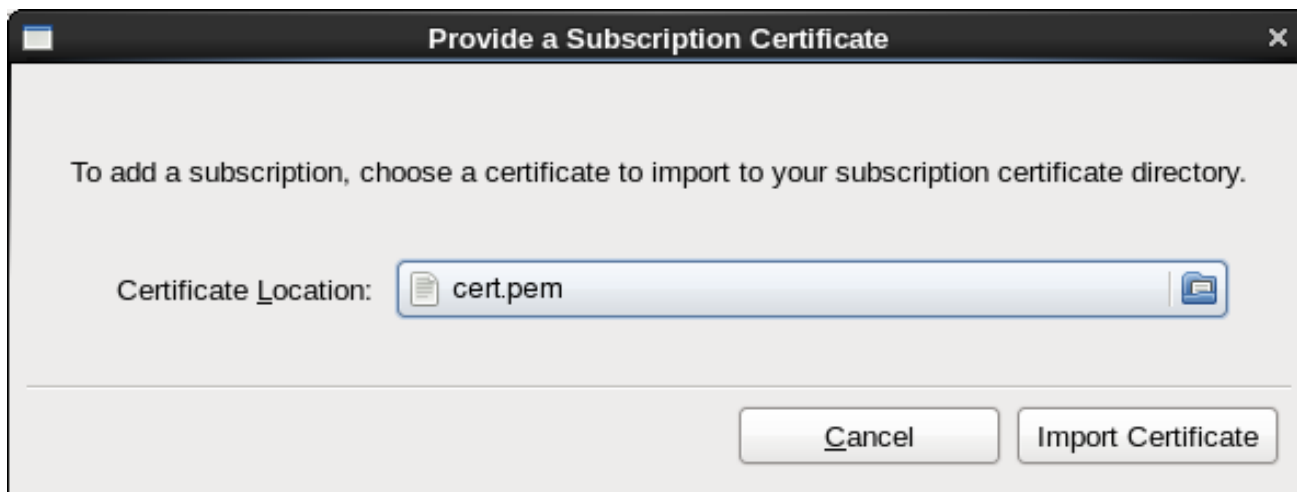 Provide a Subscription Certificate
To add a subscription, choose a certificate to import to your subscription certificate directory.
Certificate Location: cert.pem
Cancel Import Certificate